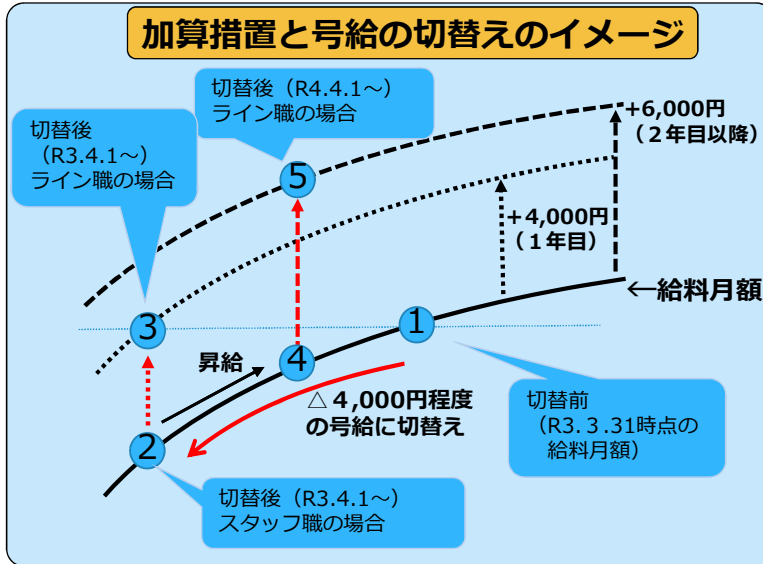 加算措置と号給の切替えのイメージ
切替後（R4.4.1～）
ライン職の場合
切替後
（R3.4.1～）
ライン職の場合
+6,000円
（２年目以降）
⑤
+4,000円
（１年目）
←給料月額
③
①
昇給
④
△４,000円程度
の号給に切替え
切替前
（R3.３.31時点の
給料月額）
②
切替後（R3.4.1～）
スタッフ職の場合